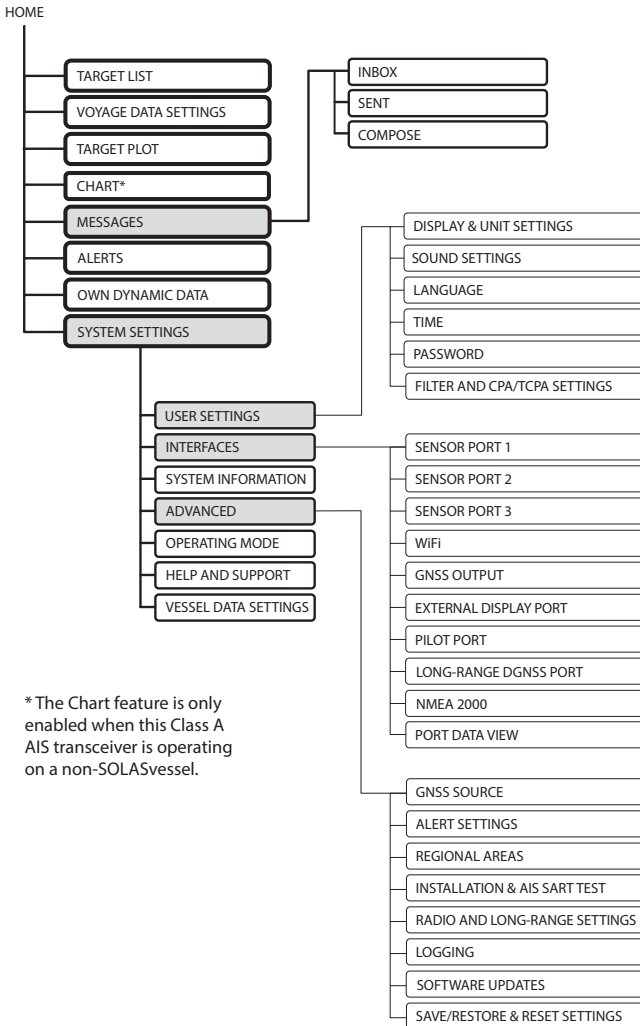 HOME
TARGET LIST
VOYAGE DATA SETTINGS
TARGET PLOT
CHART*
MESSAGES
ALERTS
OWN DYNAMIC DATA
SYSTEM SETTINGS
INBOX
SENT
COMPOSE
USER SETTINGS
INTERFACES
SYSTEM INFORMATION
ADVANCED
OPERATING MODE
HELP AND SUPPORT
VESSEL DATA SETTINGS
DISPLAY & UNIT SETTINGS
SOUND SETTINGS
LANGUAGE
TIME
PASSWORD
FILTER AND CPA/TCPA SETTINGS
SENSOR PORT 1
SENSOR PORT 2
SENSOR PORT 3
WiFi
GNSS OUTPUT
EXTERNAL DISPLAY PORT
PILOT PORT
LONG-RANGE DGNSS PORT
NMEA 2000
PORT DATA VIEW
GNSS SOURCE
ALERT SETTINGS
REGIONAL AREAS
INSTALLATION & AIS SART TEST
RADIO AND LONG-RANGE SETTINGS
LOGGING
SOFTWARE UPDATES
SAVE/RESTORE & RESET SETTINGS
* The Chart feature is only
enabled when this Class A
AIS transceiver is operating
on a non-SOLASvessel.